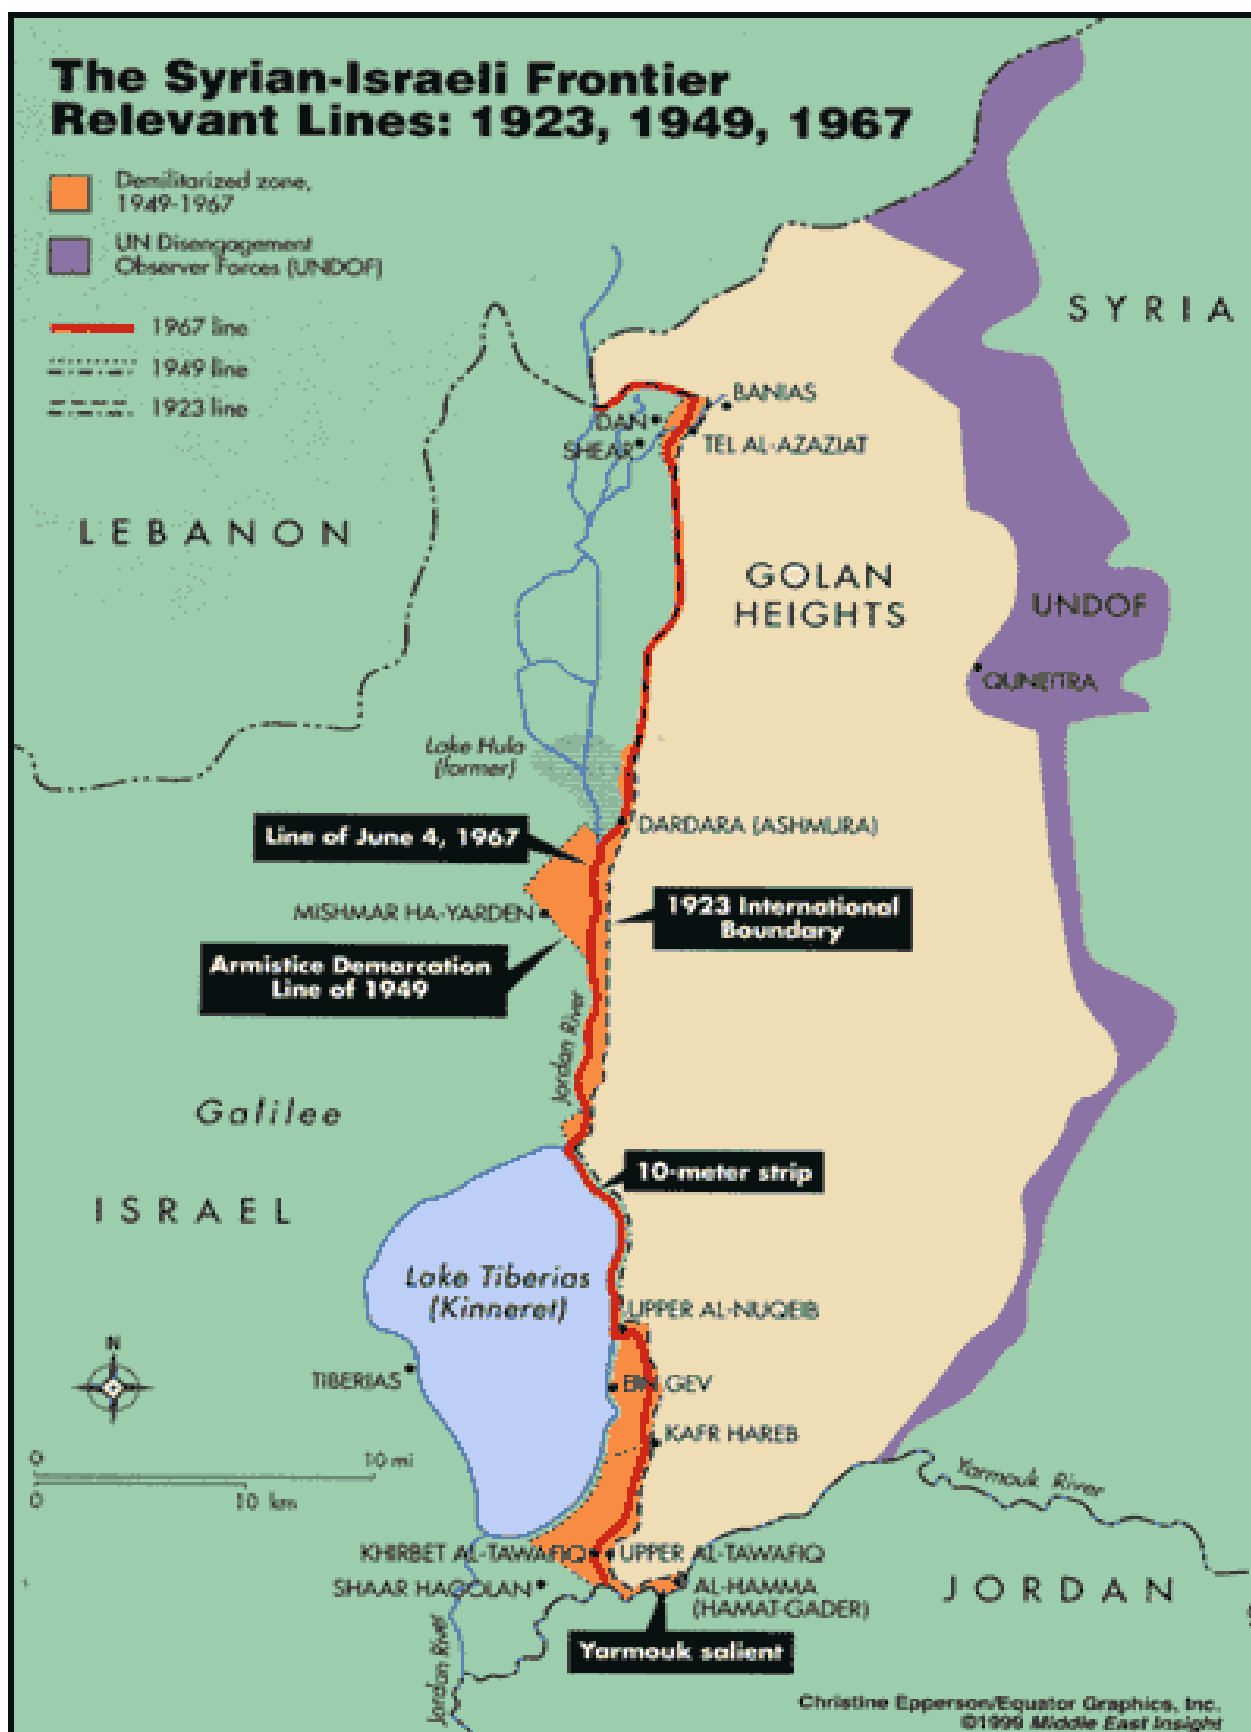 The Syrian-Israeli Frontier
Relevant Lines: 1923, 1949, 1967
Demilitarized zone,
1949-1967
UN Disengagement
Observer Forces (UNDOF)
1967 line
1949 line
1923 line
SYRIA
BANIAS
DAN
SHEAR
TEL AL-AZAZIAT
LEBANON
GOLAN
HEIGHTS
UNDOF
QUNEITRA
Lake Hula
(former)
DARDARA (ASHMURA)
Line of June 4, 1967
MISHMAR HA-YARDEN
1923 International
Boundary
Armistice Demarcation
Line of 1949
Jordan River
Galilee
10-meter strip
ISRAEL
Lake Tiberias
(Kinneret)
UPPER AL-NUQEIB
N
TIBERIAS
EIN GEV
KAFR HAREB
0 10 mi
0 10 km
Yarmouk River
KHIRBET AL-TAWAFIQ
UPPER AL-TAWAFIQ
SHAAR HAGOLAN
AL-HAMMA
(HAMAT-GADER)
JORDAN
Yarmouk salient
Jordan River
Christine Epperson/Equator Graphics, Inc.
©1999 Middle East Insight